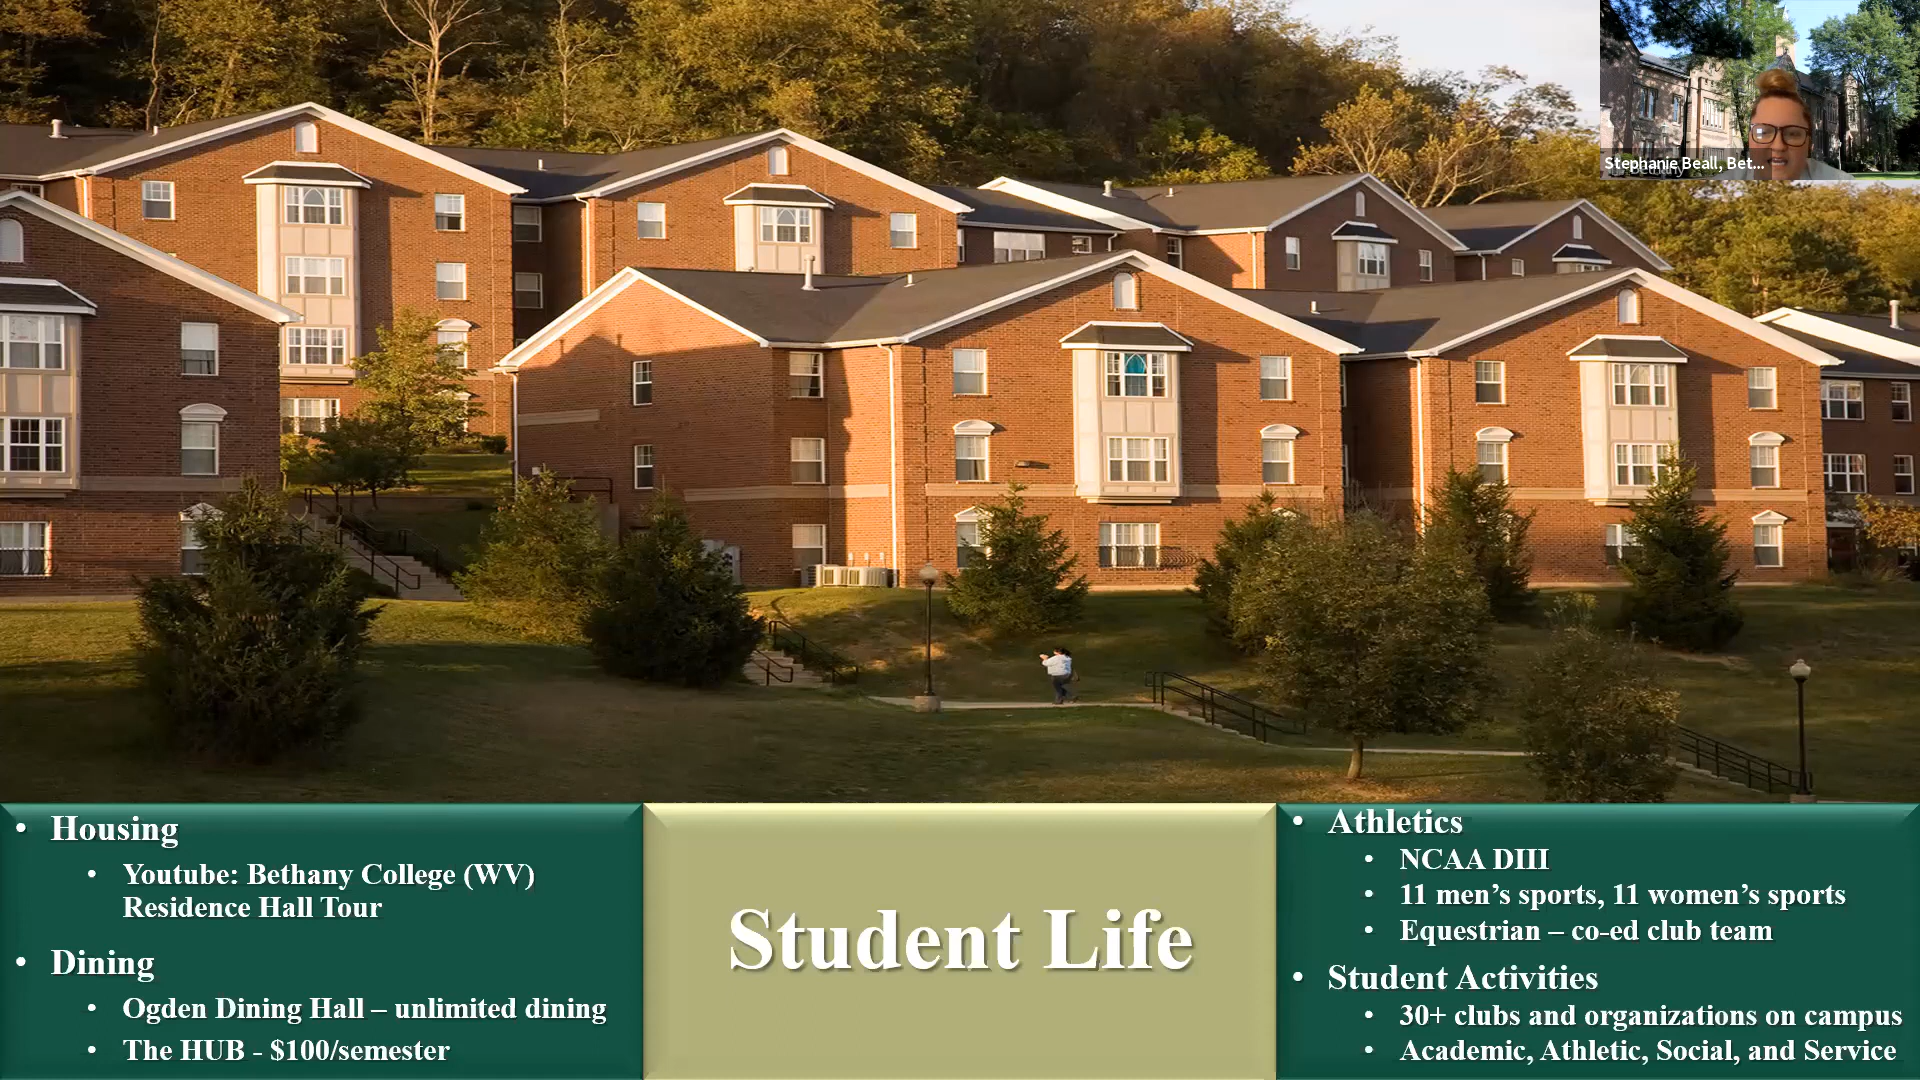 Stephanie Beall, Bet...
• Housing
• Youtube: Bethany College (WV)
Residence Hall Tour
• Dining
• Ogden Dining Hall – unlimited dining
• The HUB - $100/semester
Student Life
• Athletics
• NCAA DIII
• 11 men’s sports, 11 women’s sports
• Equestrian – co-ed club team
• Student Activities
• 30+ clubs and organizations on campus
• Academic, Athletic, Social, and Service